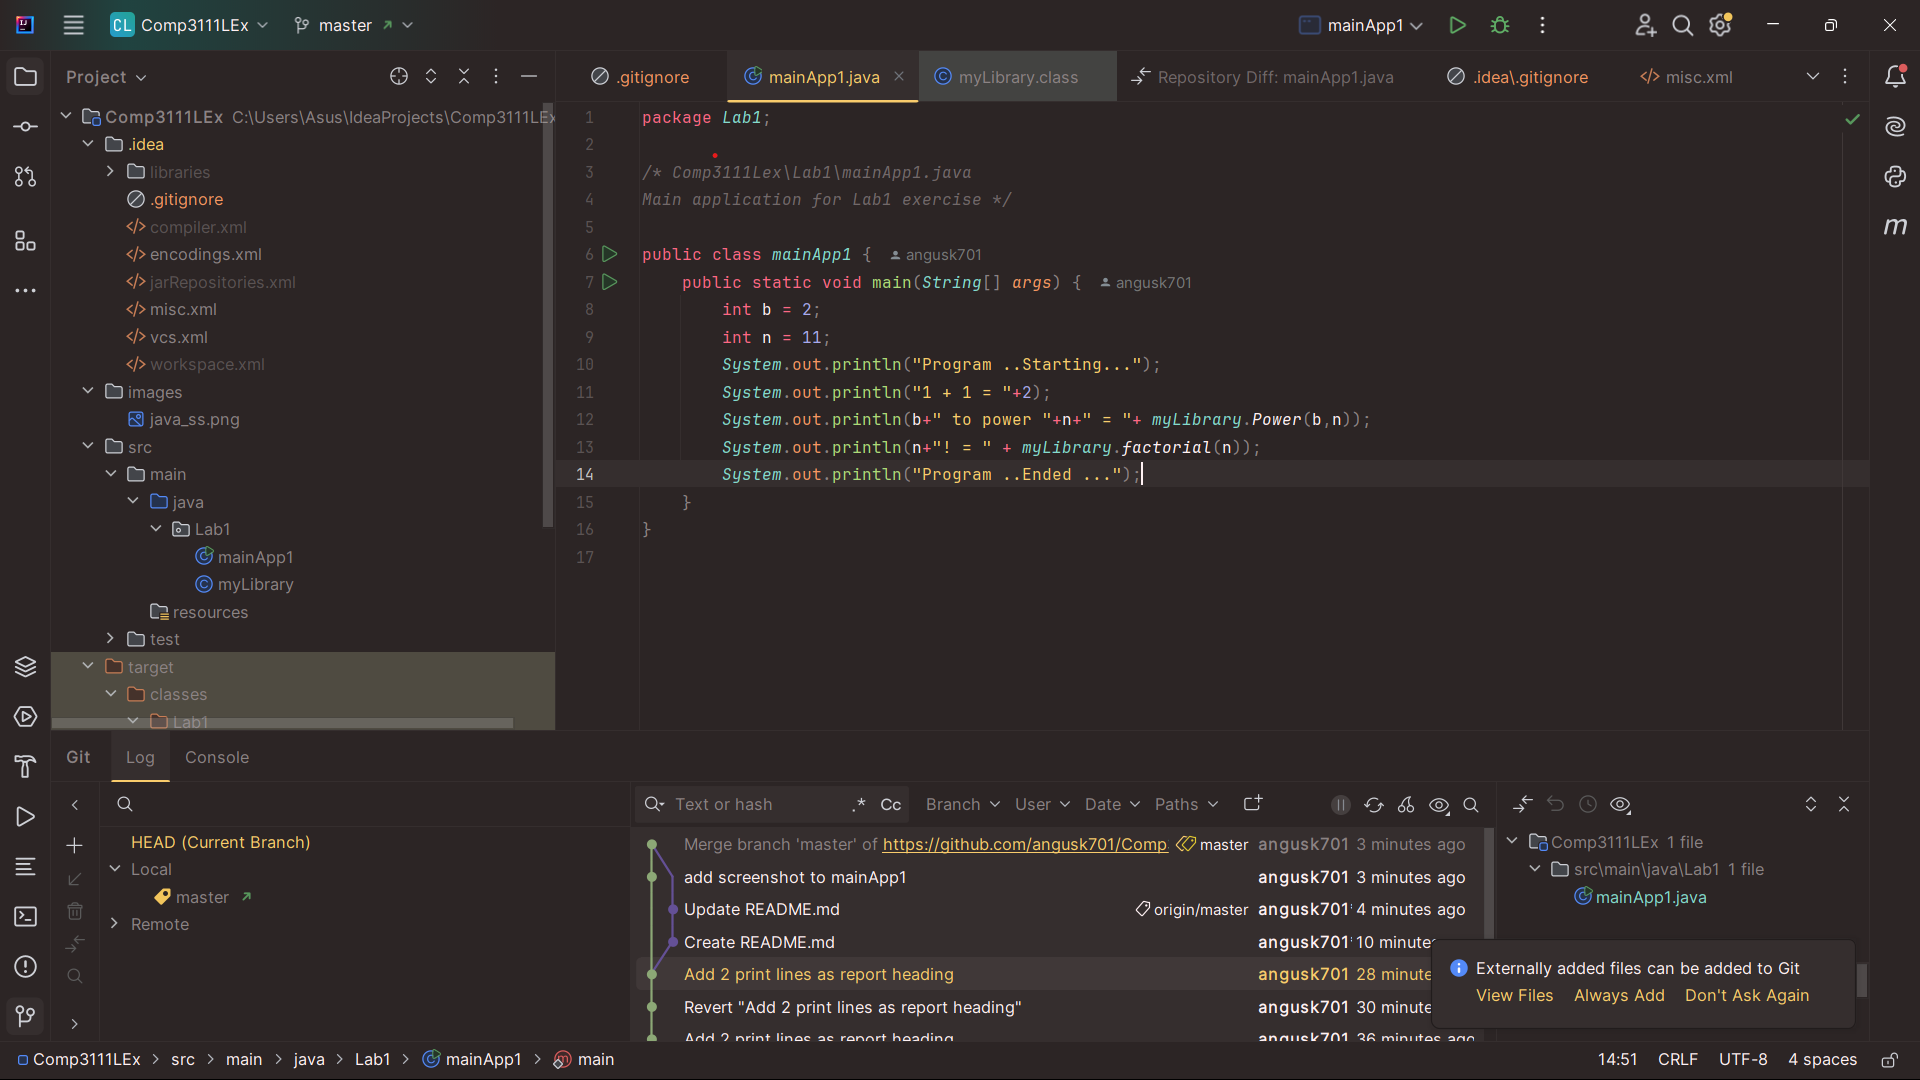 CL Comp3111LEx master mainApp1
Project
.gitignore mainApp1.java myLibrary.class Repository Diff: mainApp1.java .idea\.gitignore misc.xml
Comp3111LEx C:\Users\Asus\IdeaProjects\Comp3111LEx
.idea
libraries
.gitignore
compiler.xml
encodings.xml
jarRepositories.xml
misc.xml
vcs.xml
workspace.xml
images
java_ss.png
src
main
java
Lab1
mainApp1
myLibrary
resources
test
target
classes
Lab1
1 package Lab1;
2
3 /* Comp3111Lex\Lab1\mainApp1.java
4 Main application for Lab1 exercise */
5
6 public class mainApp1 { angusk701
7 public static void main(String[] args) { angusk701
8 int b = 2;
9 int n = 11;
10 System.out.println("Program ..Starting...");
11 System.out.println("1 + 1 = "+2);
12 System.out.println(b+" to power "+n+" = "+ myLibrary.Power(b,n));
13 System.out.println(n+"! = " + myLibrary.factorial(n));
14 System.out.println("Program ..Ended ...");
15 }
16 }
17
m
Git Log Console
HEAD (Current Branch)
Local
master
Remote
Text or hash .* Cc Branch User Date Paths
Merge branch 'master' of https://github.com/angusk701/Comp master angusk701 3 minutes ago
add screenshot to mainApp1 angusk701 3 minutes ago
Update README.md origin/master angusk701* 4 minutes ago
Create README.md angusk701* 10 minutes
Add 2 print lines as report heading angusk701 28 minute
Revert "Add 2 print lines as report heading" angusk701 30 minute
Add 2 print lines as report heading angusk701 36 minutes ago
Comp3111LEx 1 file
src\main\java\Lab1 1 file
mainApp1.java
Externally added files can be added to Git
View Files Always Add Don't Ask Again
Comp3111LEx > src > main > java > Lab1 > mainApp1 > main 14:51 CRLF UTF-8 4 spaces